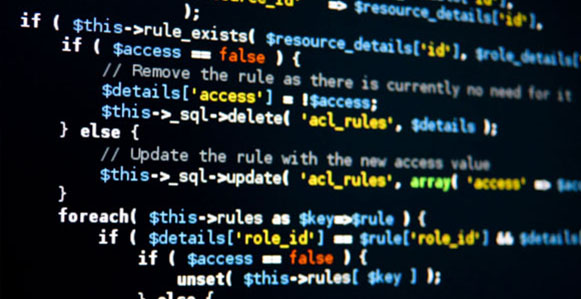 => $resource_details['id'],
);
if ( $this->rule_exists( $resource_details['id'], $role_details[
if ( $access == false ) {
// Remove the rule as there is currently no need for it
$details['access'] = !$access;
$this->_sql->delete( 'acl_rules', $details );
} else {
// Update the rule with the new access value
$this->_sql->update( 'acl_rules', array( 'access' =>
}
foreach( $this->rules as $key=>$rule ) {
if ( $details['role_id'] == $rule['role_id'] && $details[
if ( $access == false ) {
unset( $this->rules[ $key ] );
} else {